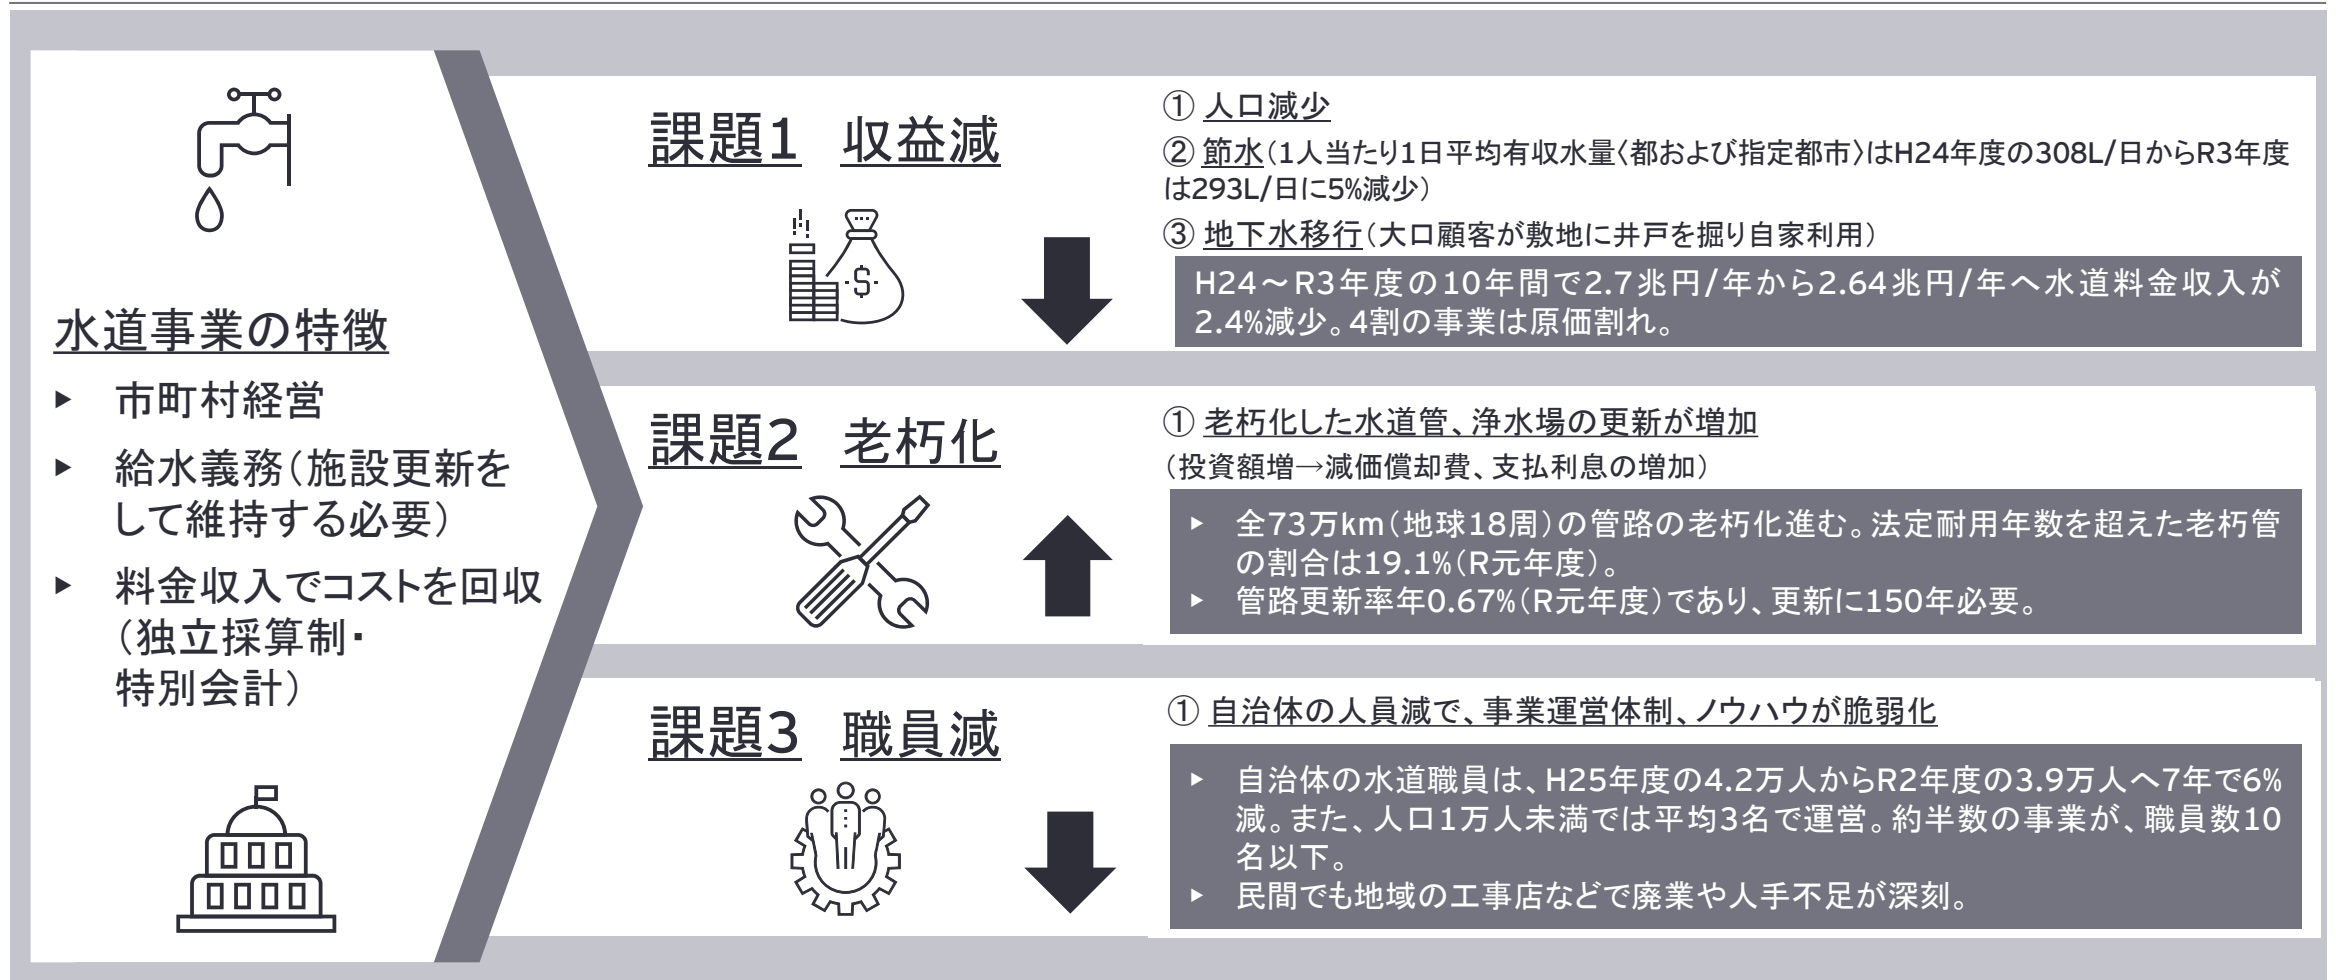 水道事業の特徴
▶ 市町村経営
▶ 給水義務（施設更新を
して維持する必要）
▶ 料金収入でコストを回収
（独立採算制・
特別会計）
課題1 収益減
① 人口減少
② 節水（1人当たり1日平均有収水量〈都および指定都市〉はH24年度の308L/日からR3年度
は293L/日に5%減少）
③ 地下水移行（大口顧客が敷地に井戸を掘り自家利用）
H24～R3年度の10年間で2.7兆円/年から2.64兆円/年へ水道料金収入が
2.4%減少。4割の事業は原価割れ。
課題2 老朽化
① 老朽化した水道管、浄水場の更新が増加
（投資額増→減価償却費、支払利息の増加）
▶ 全73万km（地球18周）の管路の老朽化進む。法定耐用年数を超えた老朽管
の割合は19.1%（R元年度）。
▶ 管路更新率年0.67%（R元年度）であり、更新に150年必要。
課題3 職員減
① 自治体の人員減で、事業運営体制、ノウハウが脆弱化
▶ 自治体の水道職員は、H25年度の4.2万人からR2年度の3.9万人へ7年で6%
減。また、人口1万人未満では平均3名で運営。約半数の事業が、職員数10
名以下。
▶ 民間でも地域の工事店などで廃業や人手不足が深刻。